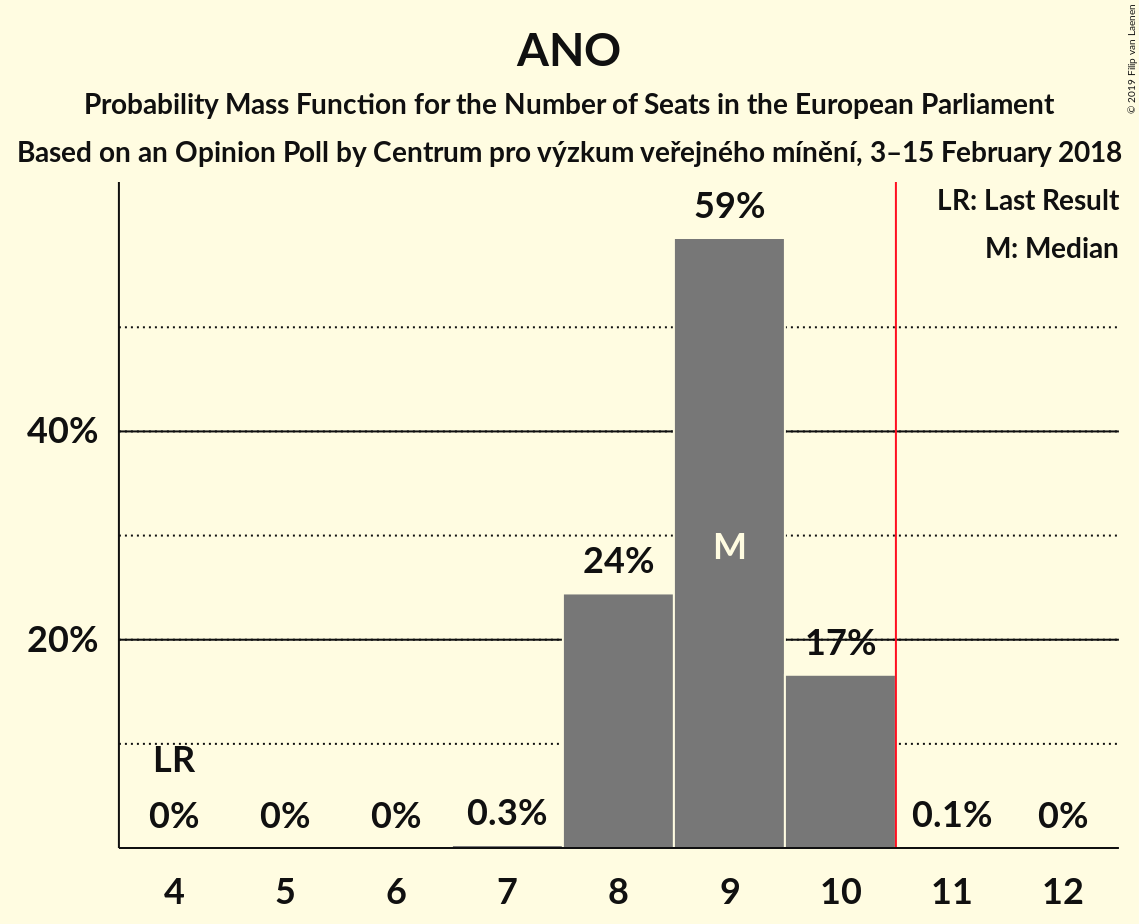 ANO
Probability Mass Function for the Number of Seats in the European Parliament
Based on an Opinion Poll by Centrum pro výzkum veřejného mínění, 3–15 February 2018
© 2019 Filip van Laenen
LR: Last Result
M: Median
59%
40%
M
24%
20%
17%
LR
0%
0%
0%
0.3%
0.1%
0%
4
5
6
7
8
9
10
11
12